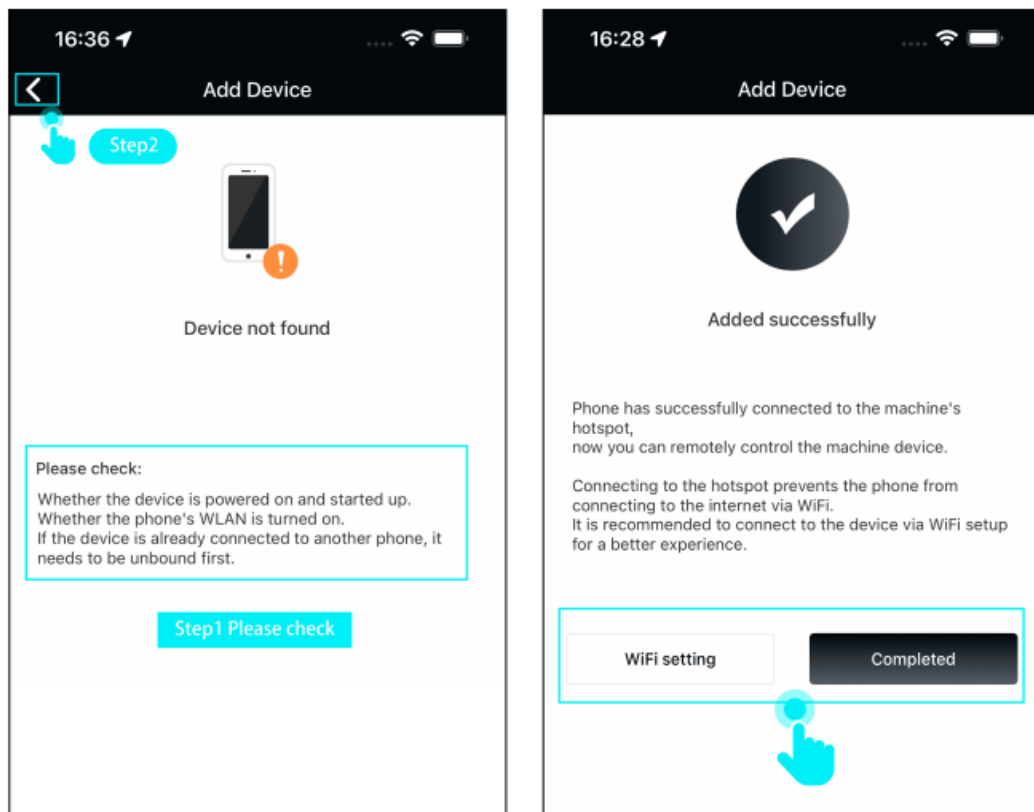 16:36
Add Device
Step2
Device not found
Please check:
Whether the device is powered on and started up.
Whether the phone's WLAN is turned on.
If the device is already connected to another phone, it
needs to be unbound first.
Step1 Please check
16:28
Add Device
Added successfully
Phone has successfully connected to the machine's
hotspot,
now you can remotely control the machine device.
Connecting to the hotspot prevents the phone from
connecting to the internet via WiFi.
It is recommended to connect to the device via WiFi setup
for a better experience.
WiFi setting
Completed